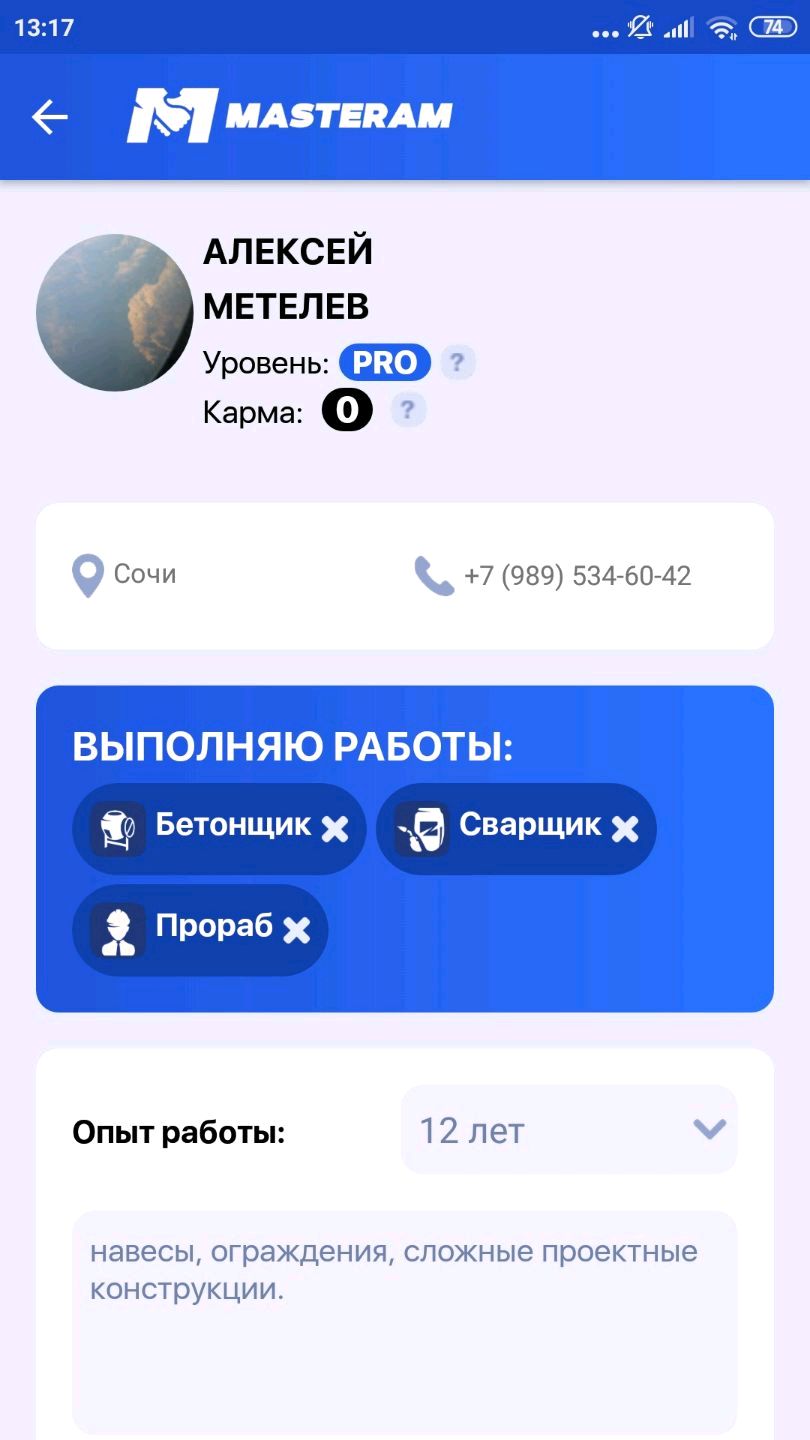 13:17
74
MASTERAM
АЛЕКСЕЙ
МЕТЕЛЕВ
Уровень: PRO ?
Карма: 0 ?
Сочи
+7 (989) 534-60-42
ВЫПОЛНЯЮ РАБОТЫ:
Бетонщик
Сварщик
Прораб
Опыт работы:
12 лет
навесы, ограждения, сложные проектные
конструкции.